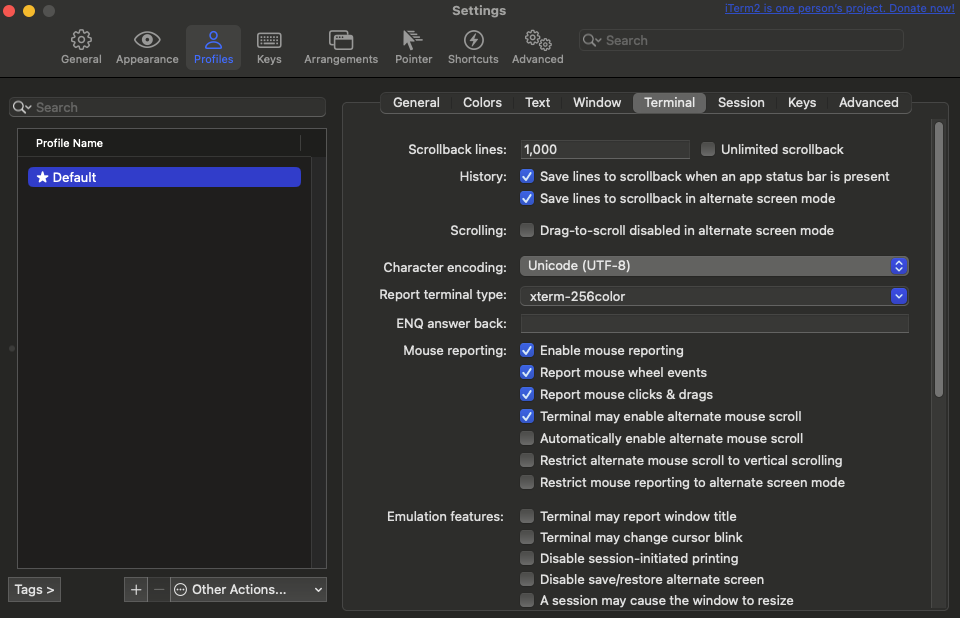 Settings
iTerm2 is one person's project. Donate now!
General Appearance Profiles Keys Arrangements Pointer Shortcuts Advanced
Search
Search
Profile Name
Default
General Colors Text Window Terminal Session Keys Advanced
Scrollback lines: 1,000 Unlimited scrollback
History: Save lines to scrollback when an app status bar is present
Save lines to scrollback in alternate screen mode
Scrolling: Drag-to-scroll disabled in alternate screen mode
Character encoding: Unicode (UTF-8)
Report terminal type: xterm-256color
ENQ answer back:
Mouse reporting: Enable mouse reporting
Report mouse wheel events
Report mouse clicks & drags
Terminal may enable alternate mouse scroll
Automatically enable alternate mouse scroll
Restrict alternate mouse scroll to vertical scrolling
Restrict mouse reporting to alternate screen mode
Emulation features: Terminal may report window title
Terminal may change cursor blink
Disable session-initiated printing
Disable save/restore alternate screen
A session may cause the window to resize
Tags > + − Other Actions...